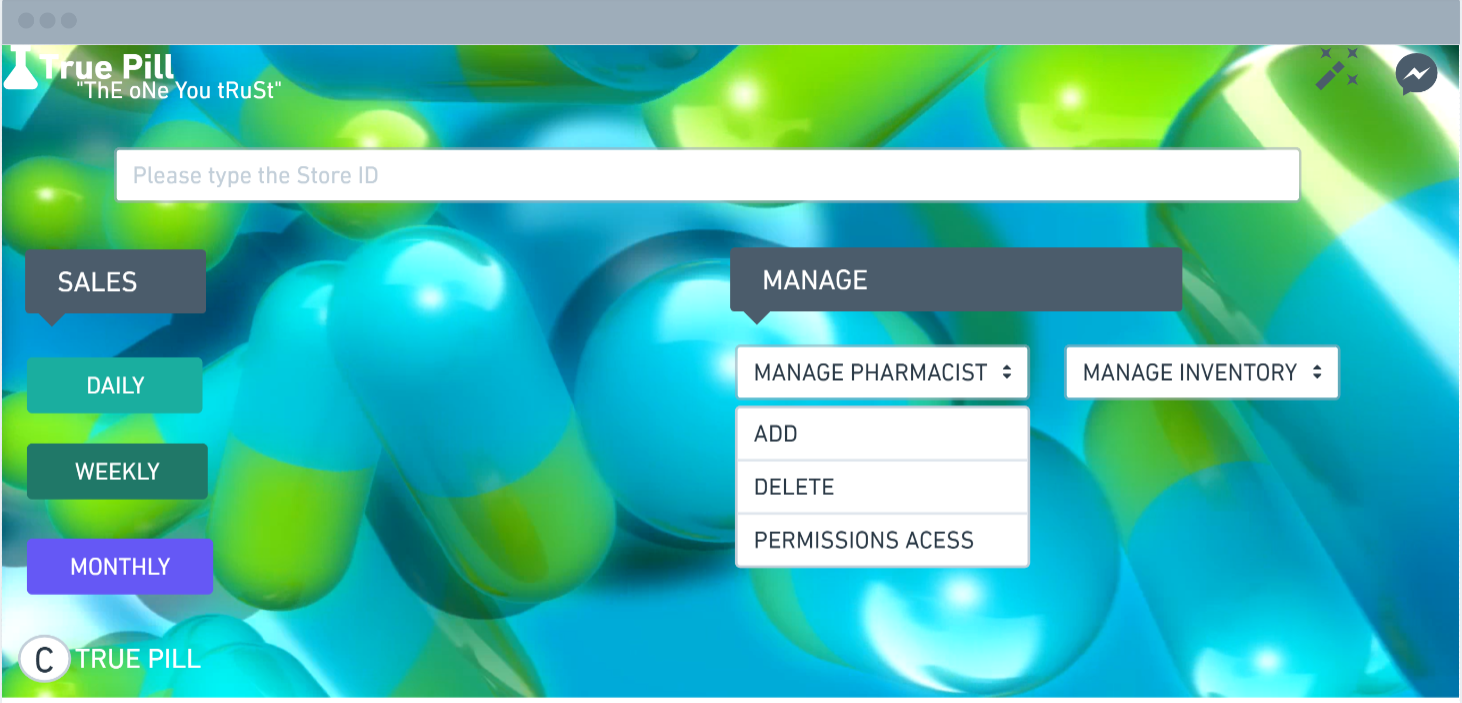 True Pill
"ThE oNe You tRuSt"
Please type the Store ID
SALES
MANAGE
DAILY
MANAGE PHARMACIST
MANAGE INVENTORY
ADD
WEEKLY
DELETE
MONTHLY
PERMISSIONS ACESS
C TRUE PILL